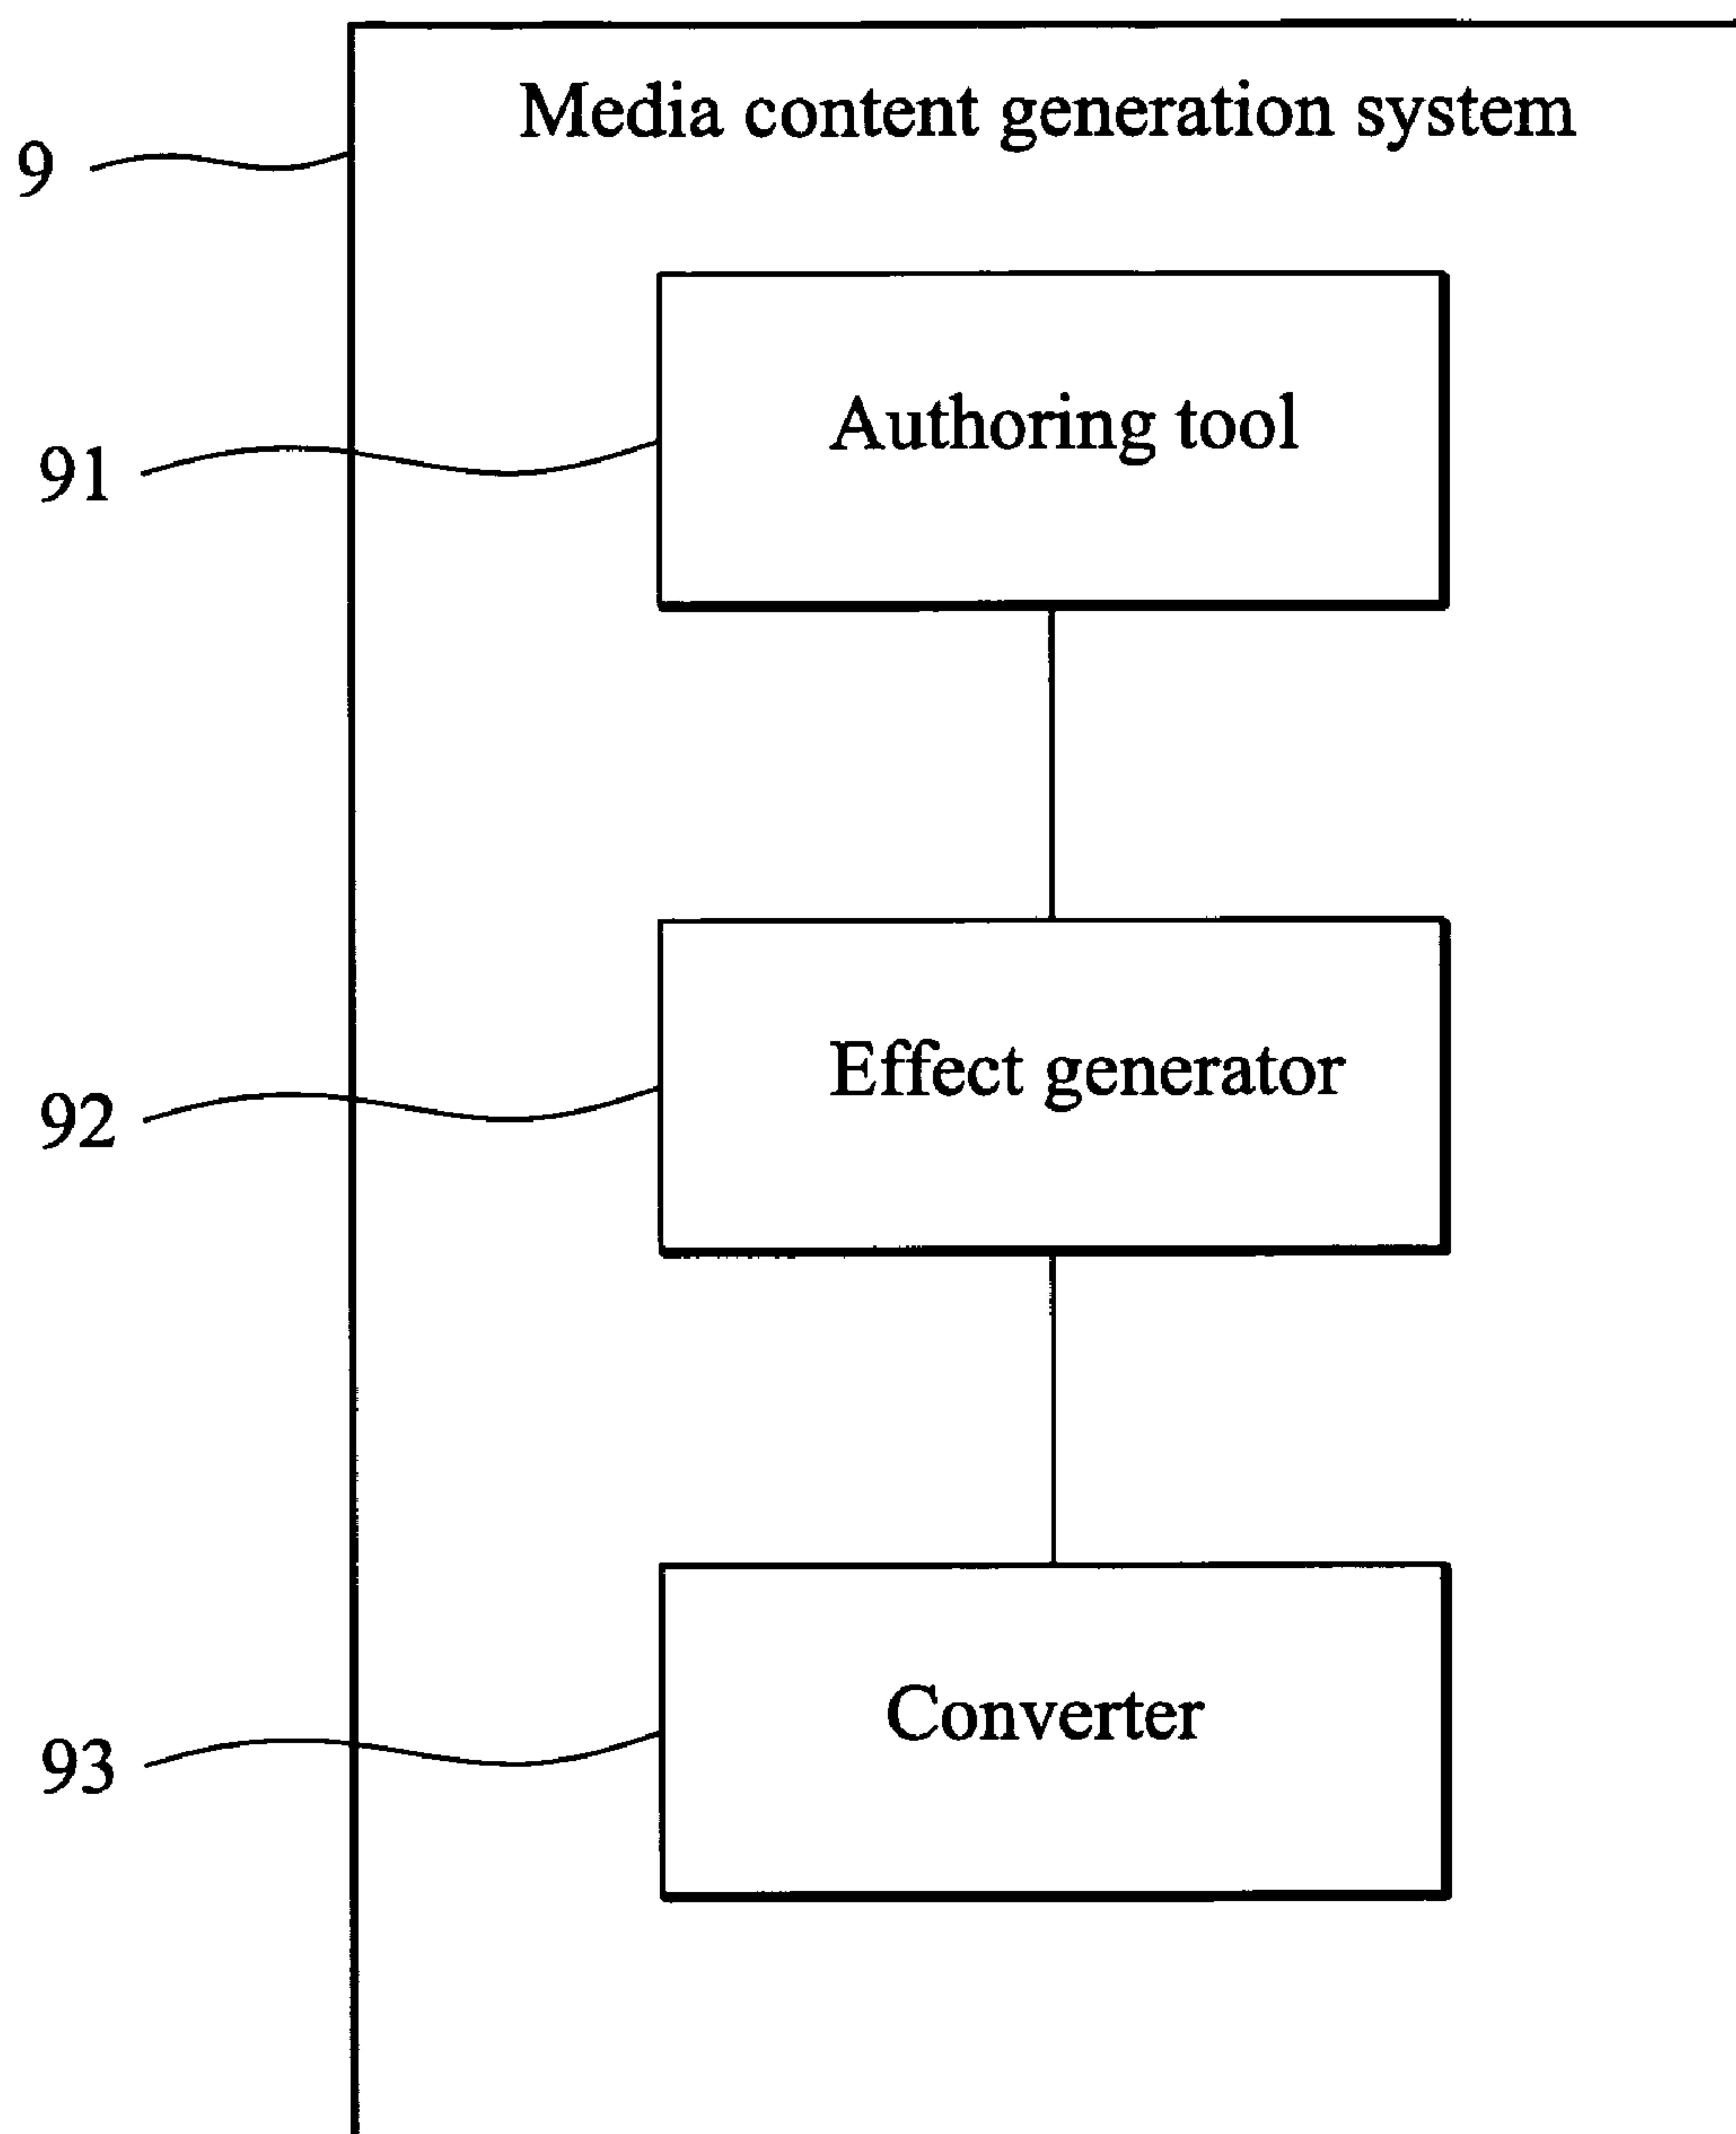 Media content generation system
9
Authoring tool
91
Effect generator
92
Converter
93